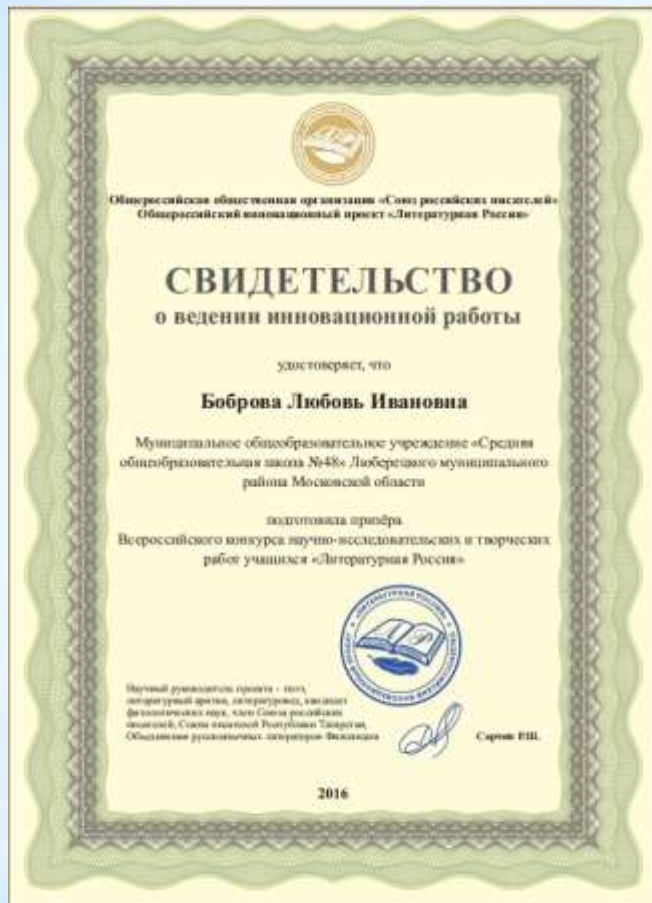 Общероссийская общественная организация «Союз российских писателей»
Общероссийский инновационный проект «Литературная Россия»
СВИДЕТЕЛЬСТВО
о ведении инновационной работы
удостоверяет, что
Боброва Любовь Ивановна
Муниципальное общеобразовательное учреждение «Средняя
общеобразовательная школа №48» Люберецкого муниципального
района Московской области
подготовила призёра
Всероссийского конкурса научно-исследовательских и творческих
работ учащихся «Литературная Россия»
«ЛИТЕРАТУРНАЯ РОССИЯ»
Научный руководитель проекта - поэт,
литературный критик, литературовед, кандидат
филологических наук, член Союза российских
писателей, Союза писателей Республики Татарстан,
Объединения русскоязычных литераторов Финляндии
Р.Ш.
2016